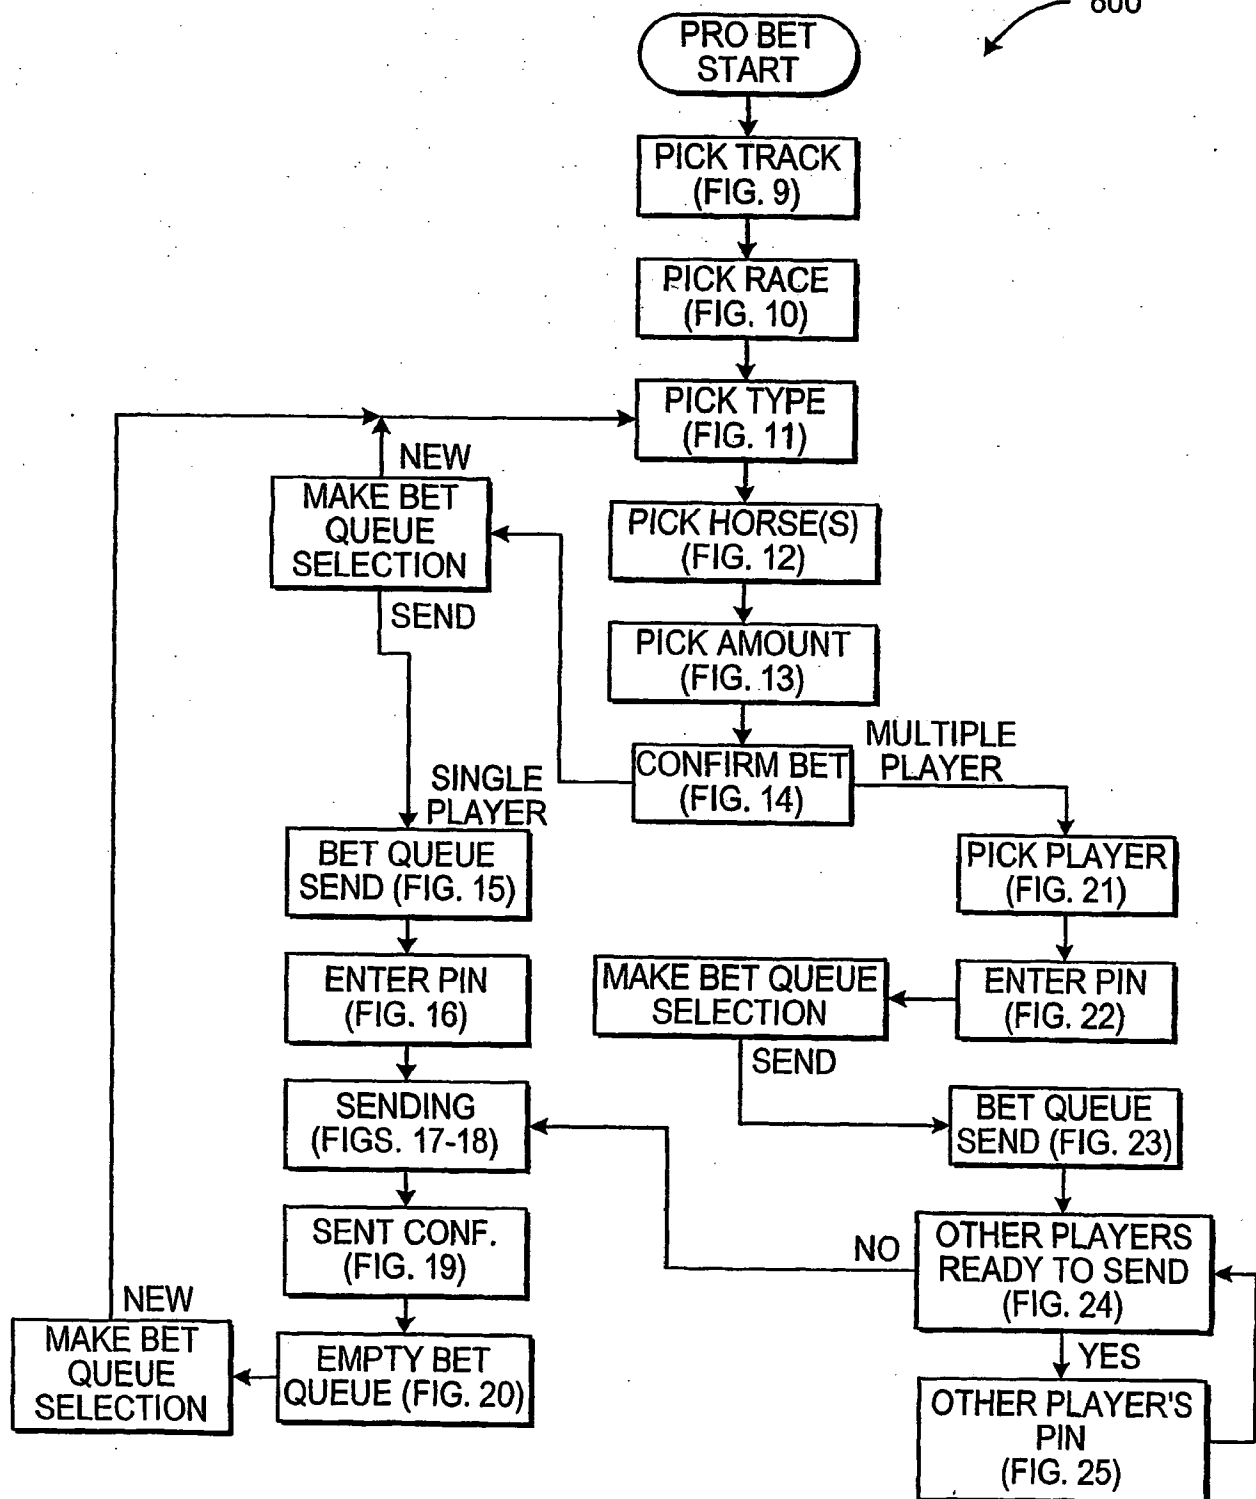 800
PRO BET
START
PICK TRACK
(FIG. 9)
PICK RACE
(FIG. 10)
PICK TYPE
(FIG. 11)
NEW
MAKE BET
QUEUE
SELECTION
SEND
PICK HORSE(S)
(FIG. 12)
PICK AMOUNT
(FIG. 13)
CONFIRM BET
(FIG. 14)
MULTIPLE
PLAYER
SINGLE
PLAYER
BET QUEUE
SEND (FIG. 15)
PICK PLAYER
(FIG. 21)
ENTER PIN
(FIG. 16)
MAKE BET QUEUE
SELECTION
ENTER PIN
(FIG. 22)
SEND
SENDING
(FIGS. 17-18)
BET QUEUE
SEND (FIG. 23)
SENT CONF.
(FIG. 19)
NO
OTHER PLAYERS
READY TO SEND
(FIG. 24)
NEW
MAKE BET
QUEUE
SELECTION
EMPTY BET
QUEUE (FIG. 20)
YES
OTHER PLAYER'S
PIN
(FIG. 25)